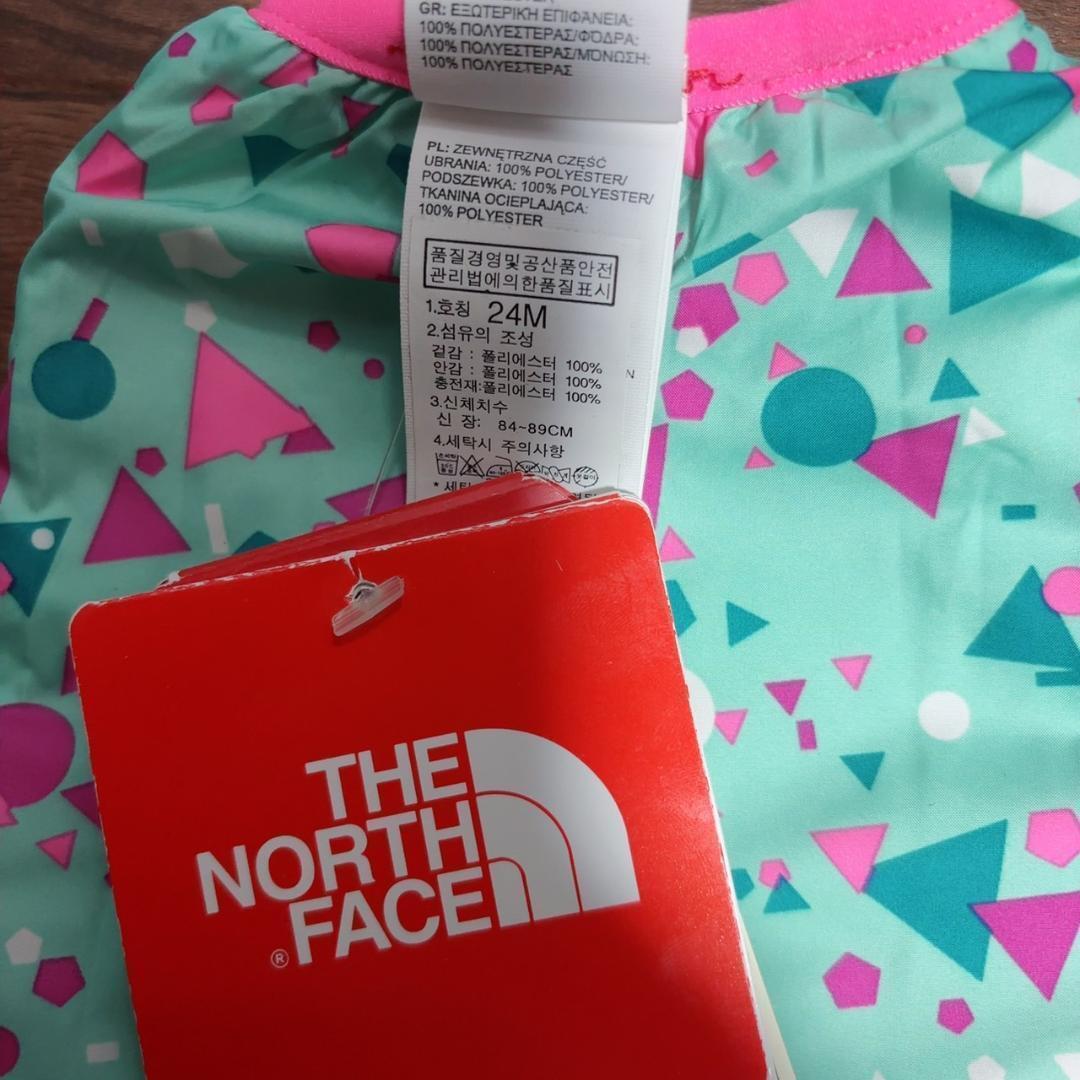 GR: ΕΞΩΤΕΡΙΚΗ ΕΠΙΦΑΝΕΙΑ:
100% ΠΟΛΥΕΣΤΕΡΑΣ/ΦΟΔΡΑ:
100% ΠΟΛΥΕΣΤΕΡΑΣ/ΜΟΝΩΣΗ:
100% ΠΟΛΥΕΣΤΕΡΑΣ
PL: ZEWNĘTRZNA CZĘŚĆ
UBRANIA: 100% POLYESTER/
PODSZEWKA: 100% POLYESTER/
TKANINA OCIEPLAJĄCA:
100% POLYESTER
품질경영및공산품안전
관리법에의한품질표시
1.호칭 24M
2.섬유의 조성
겉감 : 폴리에스터 100%
안감 : 폴리에스터 100%
충전재:폴리에스터 100%
N
3.신체치수
신 장: 84~89CM
4.세탁시 주의사항
* 세탁
THE
NORTH
FACE
®